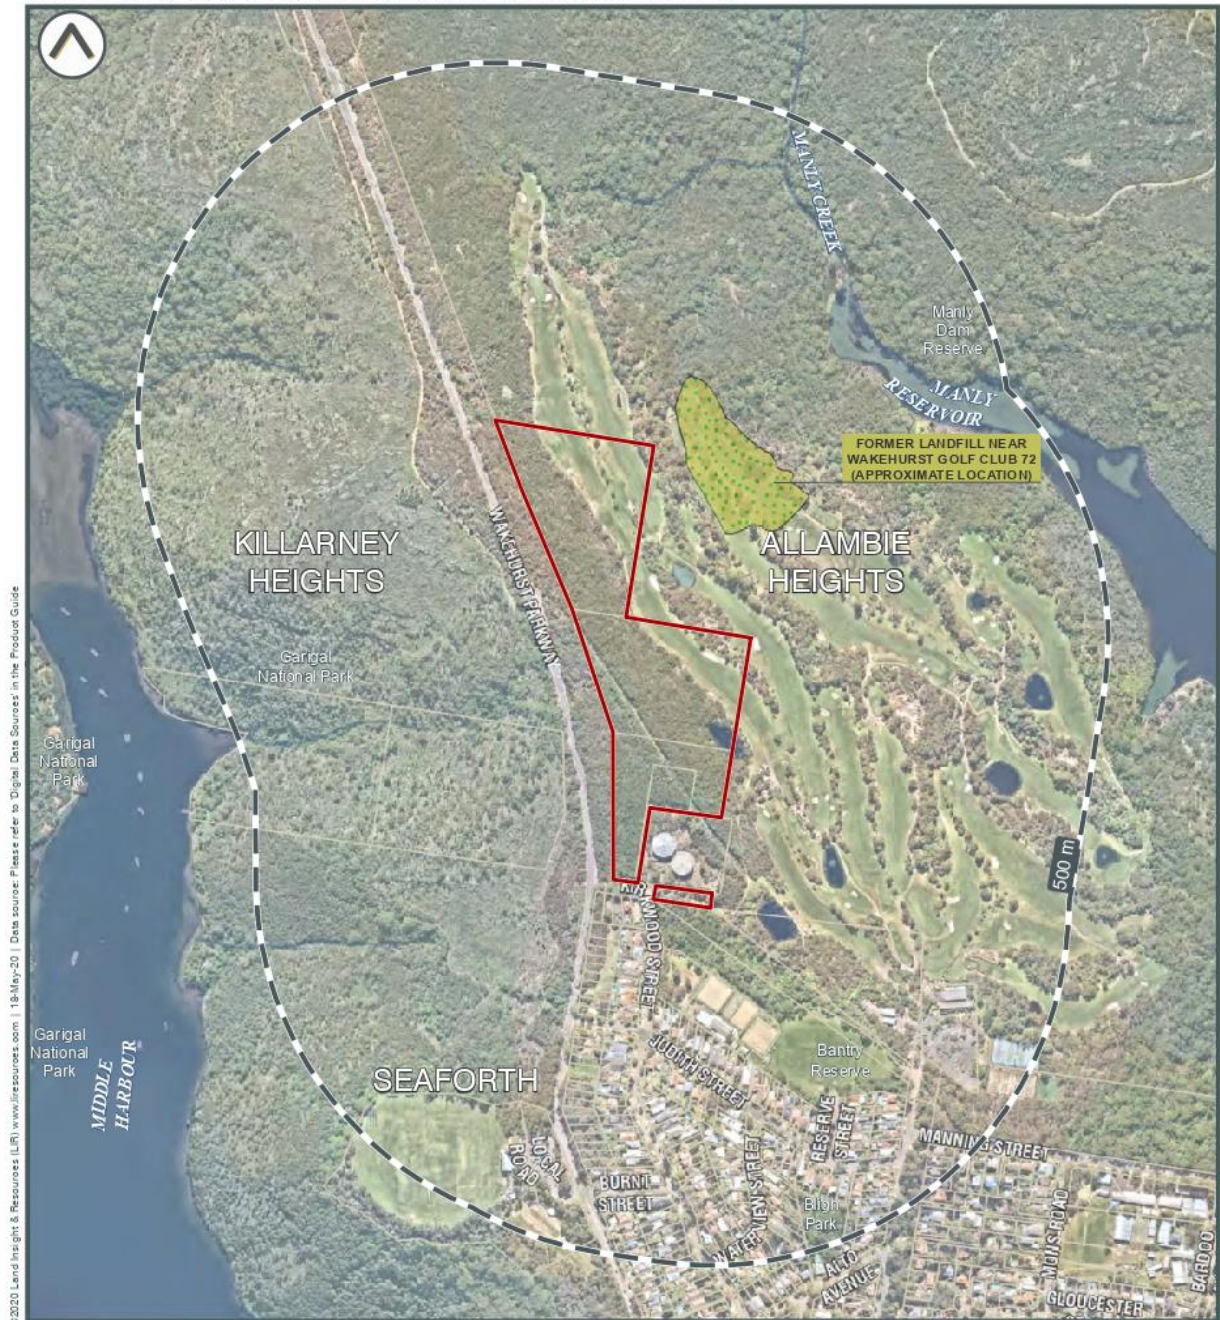 MANLY CREEK
Manly
Dam
Reserve
MANLY
RESERVOIR
FORMER LANDFILL NEAR
WAKEHURST GOLF CLUB 72
(APPROXIMATE LOCATION)
KILLARNEY
HEIGHTS
ALLAMBIE
HEIGHTS
WAKEHURST PARKWAY
Garigal
National Park
Garigal
National
Park
500 m
KIRKWOOD STREET
Garigal
National
Park
MIDDLE
HARBOUR
SEAFORTH
JUDITH STREET
Bantry
Reserve
RESERVE
STREET
MANNING STREET
LOCAL
ROAD
BURNT
STREET
WATERVIEW STREET
Bligh
Park
ALTO
AVENUE
MONS ROAD
BARDOO
GLOUCESTER
©2020 Land Insight & Resources (LIR) www.liresources.com | 18-May-20 | Data source: Please refer to 'Digital Data Sources' in the Product Guide